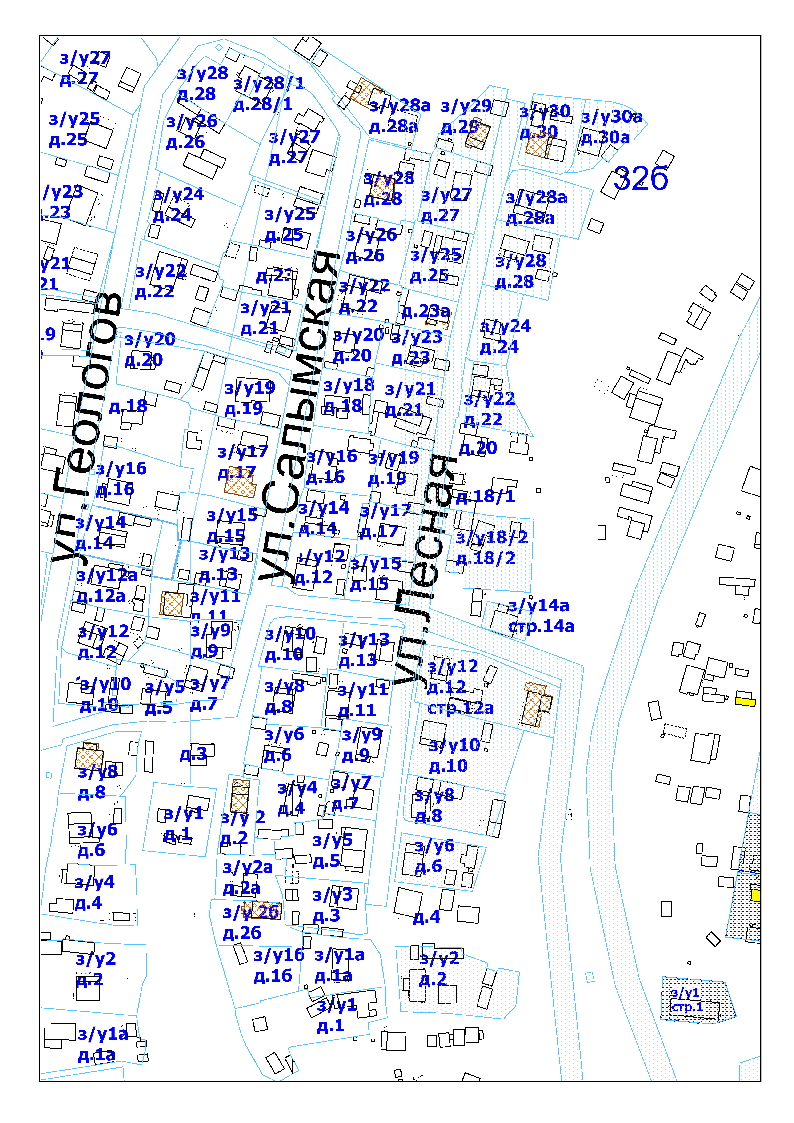 з/у27
д.27
з/у28
д.28
з/у28/1
д.28/1
з/у28а
д.28а
з/у29
д.29
з/у30
д.30
з/у30а
д.30а
з/у25
д.25
з/у26
д.26
з/у27
д.27
326
з/у28
д.28
з/у27
д.27
з/у28а
д.28а
/у23
.23
з/у24
д.24
з/у25
д.25
з/у26
д.26
з/у25
д.25
з/у28
д.28
у21
21
з/у22
д.22
д.23
з/у22
д.22
з/у21
д.21
д.23а
з/у24
д.24
.19
з/у20
д.20
з/у20
д.20
з/у23
д.23
ул.Геологов
ул.Салымская
ул.Лесная
д.18
з/у19
д.19
з/у18
д.18
з/у21
д.21
з/у22
д.22
д.20
з/у16
д.16
з/у17
д.17
з/у16
д.16
з/у19
д.19
д.18/1
з/у14
д.14
з/у15
д.15
з/у14
д.14
з/у17
д.17
з/у18/2
д.18/2
з/у12а
д.12а
з/у13
д.13
з/у12
д.12
з/у15
д.15
з/у11
д.11
з/у14а
стр.14а
з/у12
д.12
з/у9
д.9
з/у10
д.10
з/у13
д.13
з/у12
д.12
стр.12а
з/у10
д.10
з/у5
д.5
з/у7
д.7
з/у8
д.8
з/у11
д.11
д.3
з/у6
д.6
з/у9
д.9
з/у10
д.10
з/у8
д.8
з/у4
д.4
з/у7
д.7
з/у8
д.8
з/у1
д.1
з/у 2
д.2
з/у6
д.6
з/у5
д.5
з/у6
д.6
з/у4
д.4
з/у2а
д.2а
з/у3
д.3
з/у 2б
д.2б
д.4
з/у2
д.2
з/у1б
д.1б
з/у1а
д.1а
з/у2
д.2
з/у1
д.1
з/у1
стр.1
з/у1а
д.1а